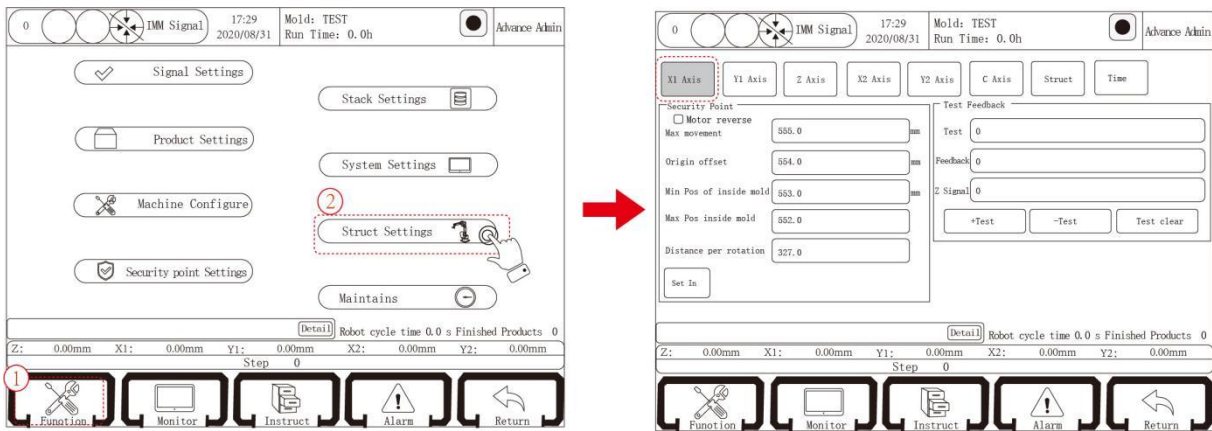 0 IMM Signal 17:29 2020/08/31 Mold: TEST Run Time: 0.0h Advance Admin
Signal Settings
Stack Settings
Product Settings
System Settings
Machine Configure
②
Struct Settings
Security point Settings
Maintains
Detail Robot cycle time 0.0 s Finished Products 0
Z: 0.00mm X1: 0.00mm Y1: 0.00mm X2: 0.00mm Y2: 0.00mm
Step 0
①
Function Monitor Instruct Alarm Return
0 IMM Signal 17:29 2020/08/31 Mold: TEST Run Time: 0.0h Advance Admin
X1 Axis Y1 Axis Z Axis X2 Axis Y2 Axis C Axis Struct Time
Security Point
Motor reverse
Max movement 555.0 mm
Origin offset 554.0 mm
Min Pos of inside mold 553.0 mm
Max Pos inside mold 552.0
Distance per rotation 327.0
Set In
Test Feedback
Test 0
Feedback 0
Z Signal 0
+Test -Test Test clear
Detail Robot cycle time 0.0 s Finished Products 0
Z: 0.00mm X1: 0.00mm Y1: 0.00mm X2: 0.00mm Y2: 0.00mm
Step 0
Function Monitor Instruct Alarm Return